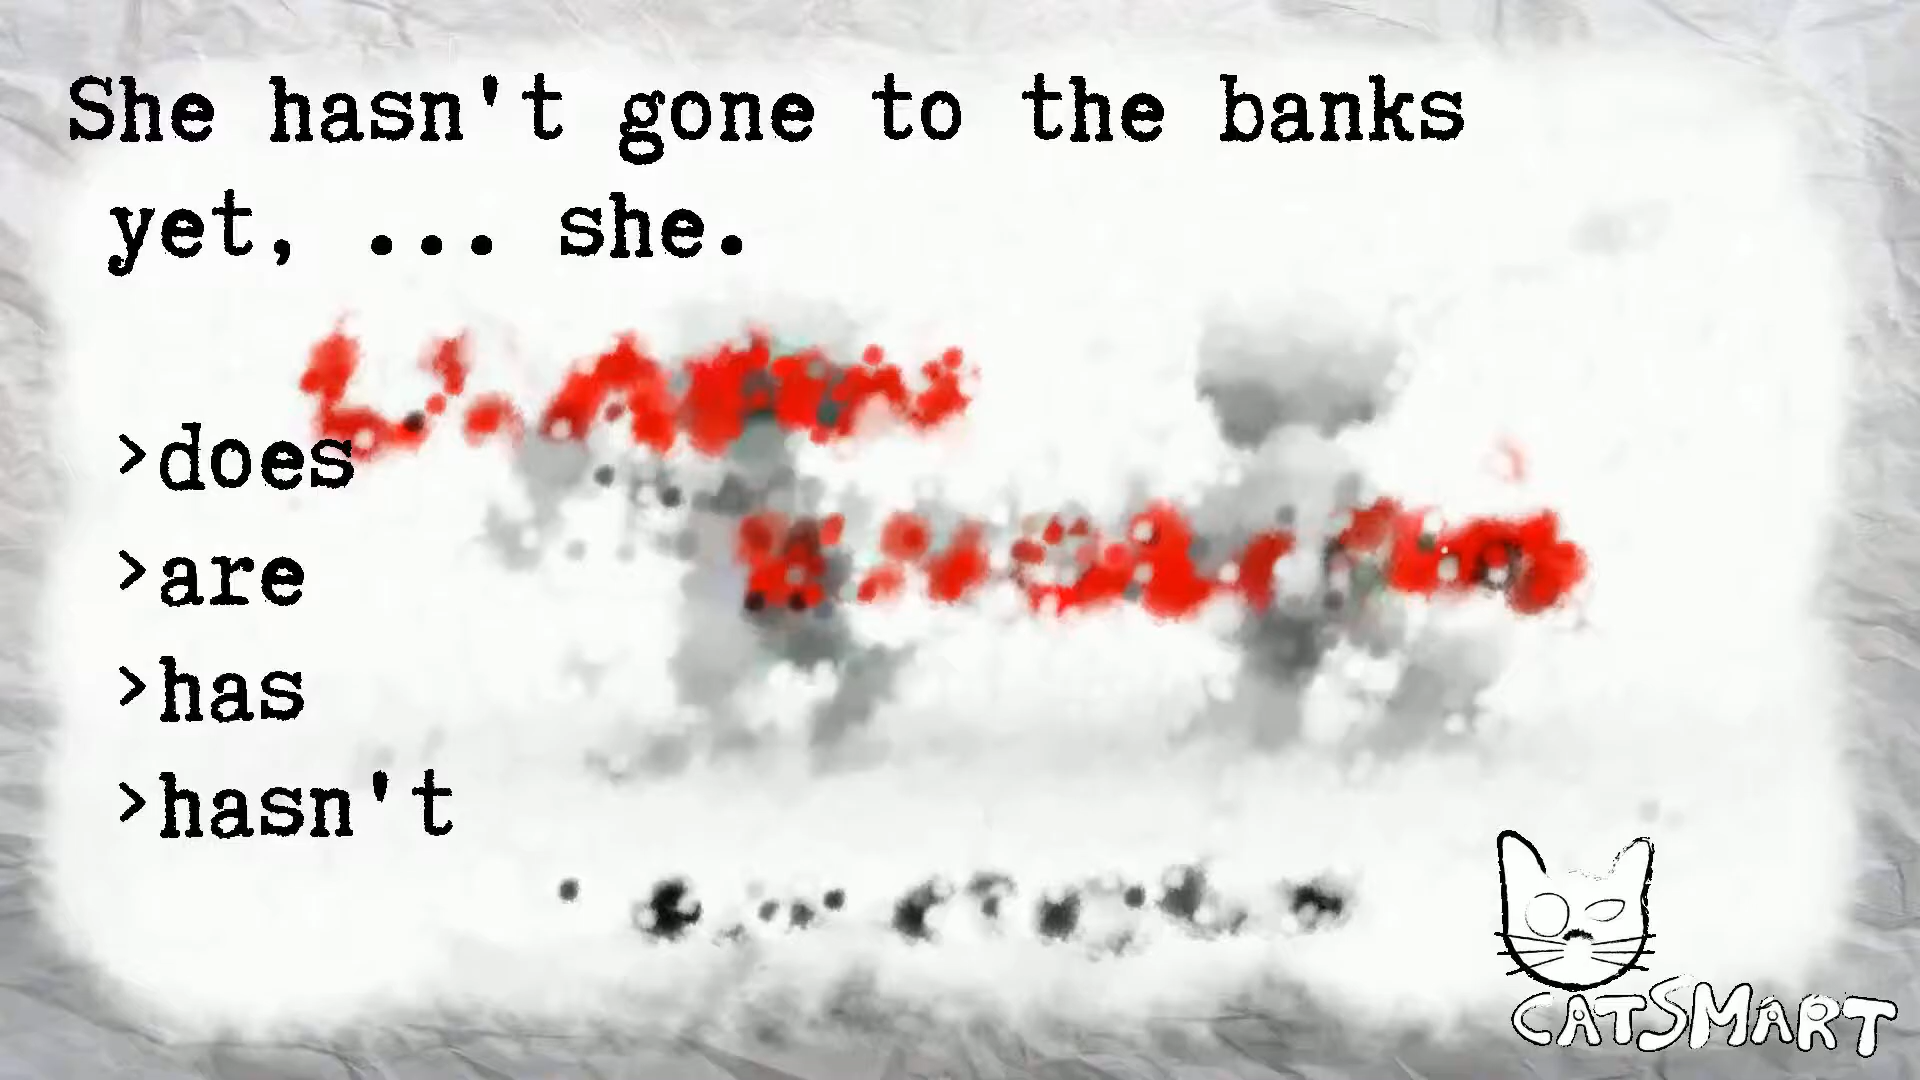 She hasn't gone to the banks
yet, ... she.
>does
>are
>has
>hasn't
CATSMART